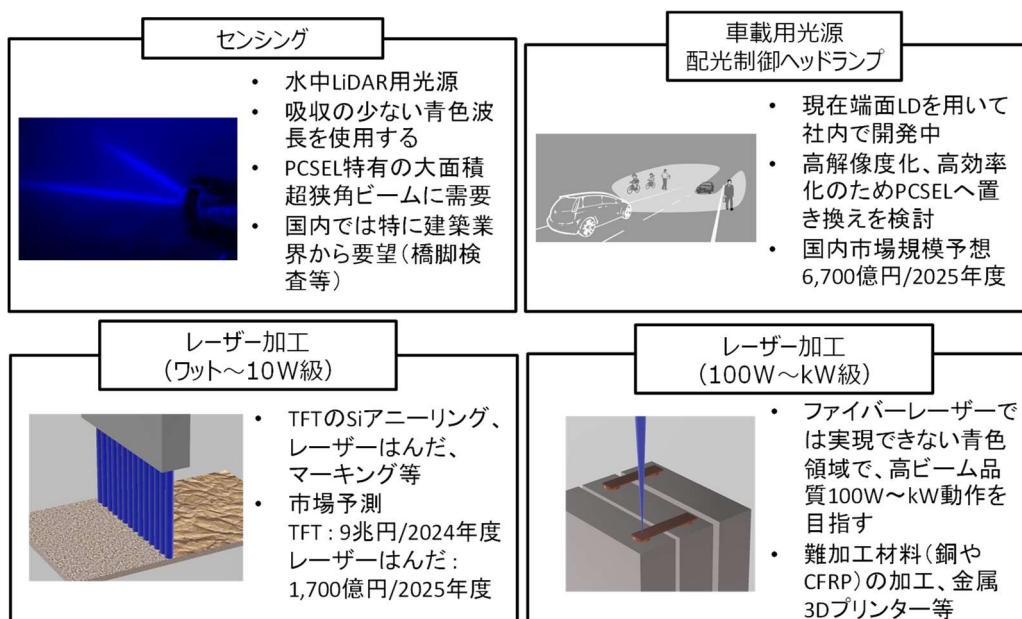 センシング
・ 水中LiDAR用光源
・ 吸収の少ない青色波
長を使用する
・ PCSEL特有の大面積
超狭角ビームに需要
・ 国内では特に建築業
界から要望（橋脚検
査等）
車載用光源
配光制御ヘッドランプ
・ 現在端面LDを用いて
社内で開発中
・ 高解像度化、高効率
化のためPCSELへ置
き換えを検討
・ 国内市場規模予想
6,700億円/2025年度
レーザー加工
（ワット～10W級）
・ TFTのSiアニーリング、
レーザーはんだ、
マーキング等
・ 市場予測
TFT：9兆円/2024年度
レーザーはんだ：
1,700億円/2025年度
レーザー加工
（100W～kW級）
・ ファイバーレーザーで
は実現できない青色
領域で、高ビーム品
質100W～kW動作を
目指す
・ 難加工材料（銅や
CFRP）の加工、金属
3Dプリンター等